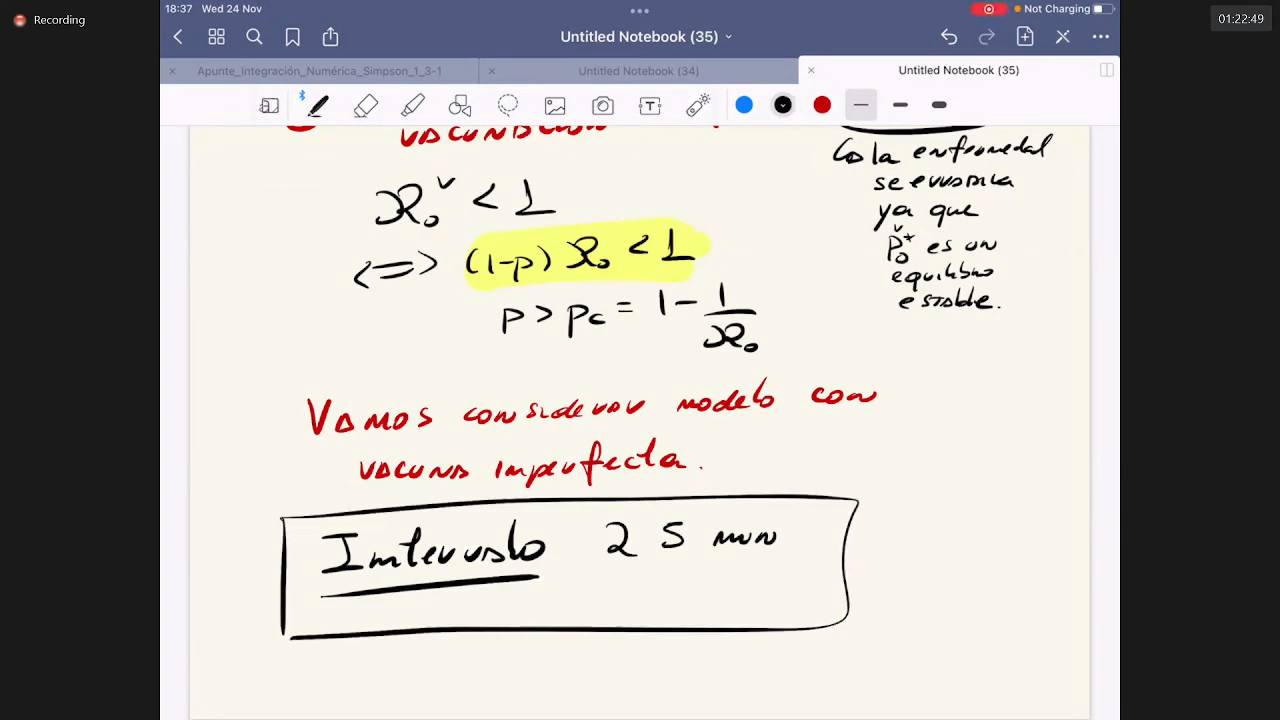 Recording
18:37 Wed 24 Nov
Not Charging
01:22:49
Untitled Notebook (35)
Apunte_Integración_Numérica_Simpson_1_3-1
Untitled Notebook (34)
Untitled Notebook (35)
vacunación
R₀ᵛ < 1
<=> (1-p) R₀ < 1
p > pc = 1 - 1/R₀
la enfermedad
se erradica
ya que
P₀ᵛ* es un
equilibrio
estable.
Vamos considerar modelo con
vacuna imperfecta.
Intervalo 25 min